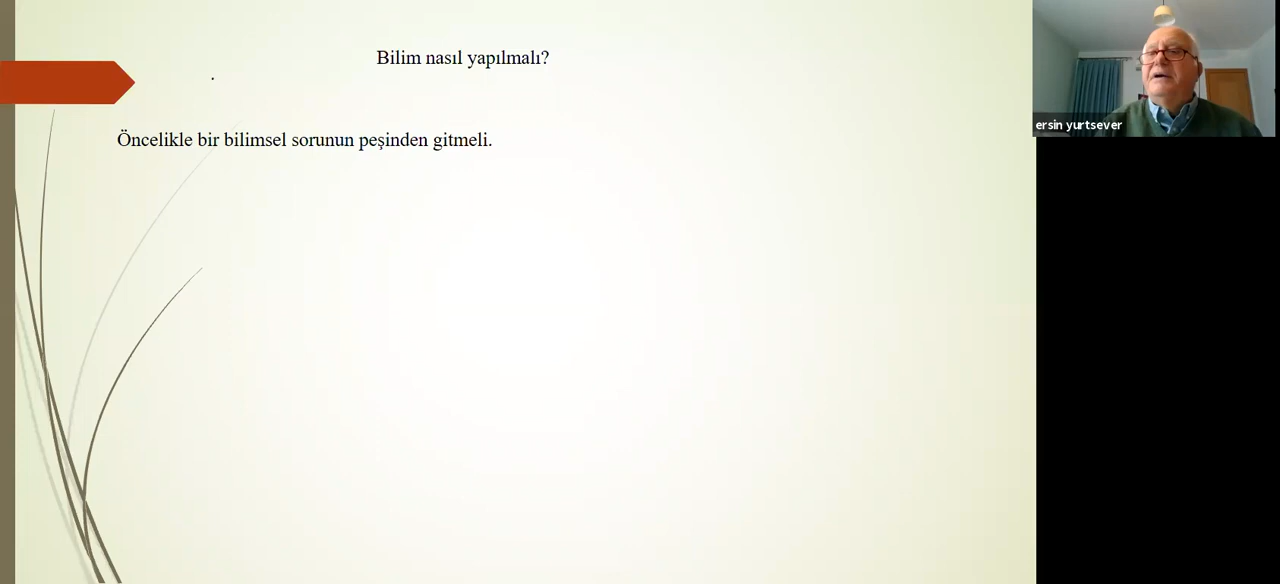 Bilim nasıl yapılmalı?
.
Öncelikle bir bilimsel sorunun peşinden gitmeli.
ersin yurtsever